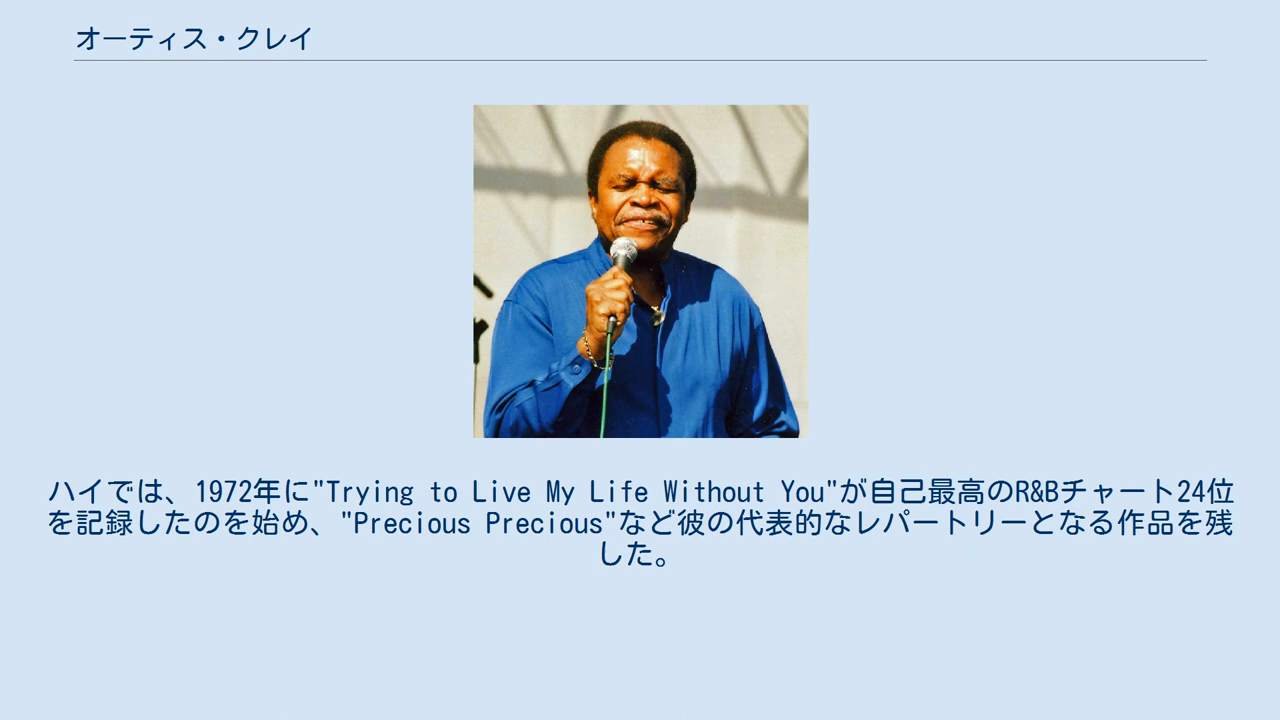 オーティス・クレイ
ハイでは、1972年に"Trying to Live My Life Without You"が自己最高のR&Bチャート24位
を記録したのを始め、"Precious Precious"など彼の代表的なレパートリーとなる作品を残
した。